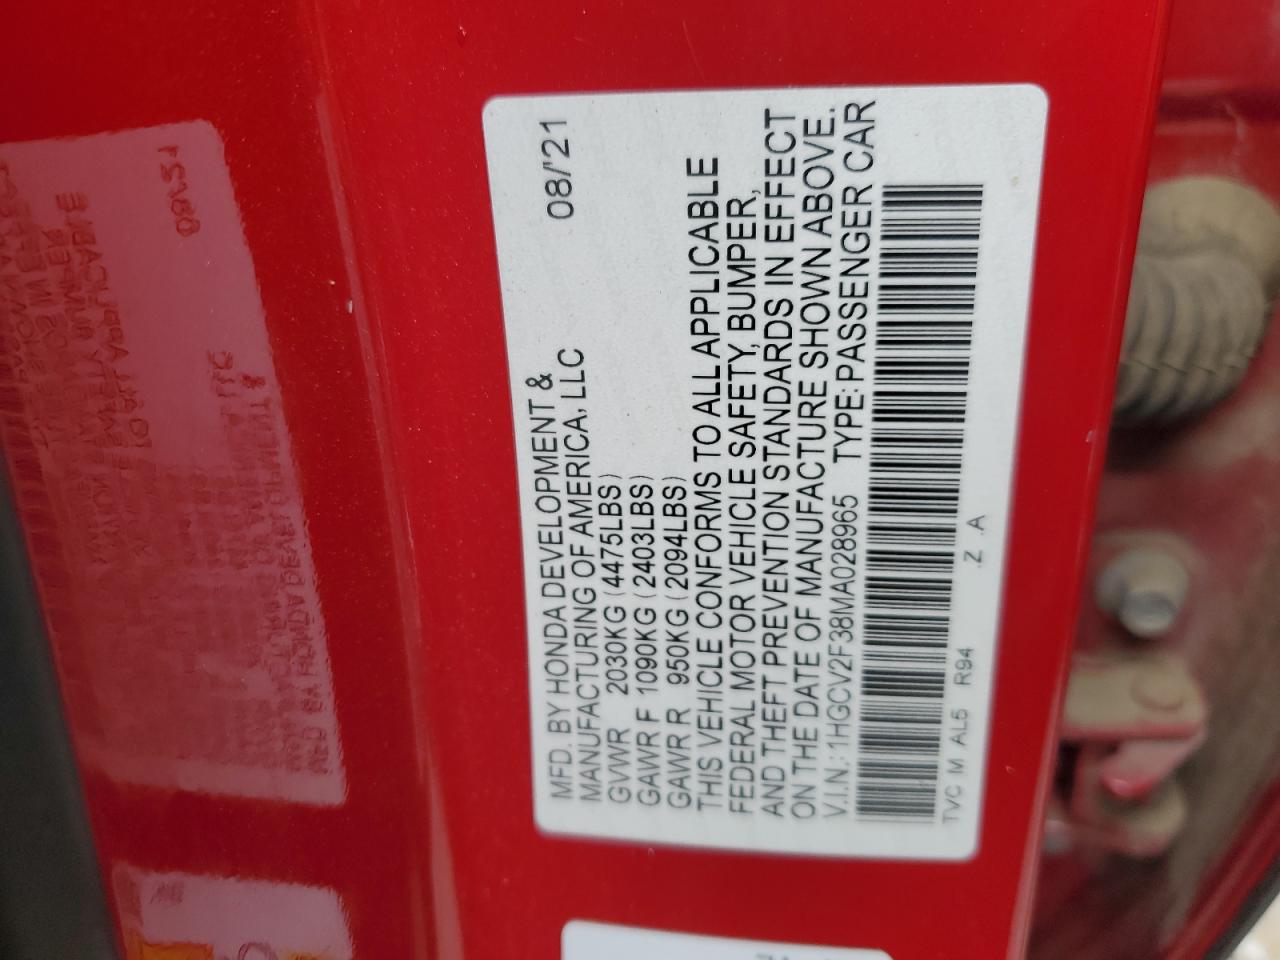 MFD. BY HONDA DEVELOPMENT & 08/'21
MANUFACTURING OF AMERICA, LLC
GVWR 2030KG (4475LBS)
GAWR F 1090KG (2403LBS)
GAWR R 950KG (2094LBS)
THIS VEHICLE CONFORMS TO ALL APPLICABLE
FEDERAL MOTOR VEHICLE SAFETY, BUMPER,
AND THEFT PREVENTION STANDARDS IN EFFECT
ON THE DATE OF MANUFACTURE SHOWN ABOVE.
V.I.N.: 1HGCV2F38MA028965 TYPE: PASSENGER CAR
TVC M AL5 R94 .Z .A